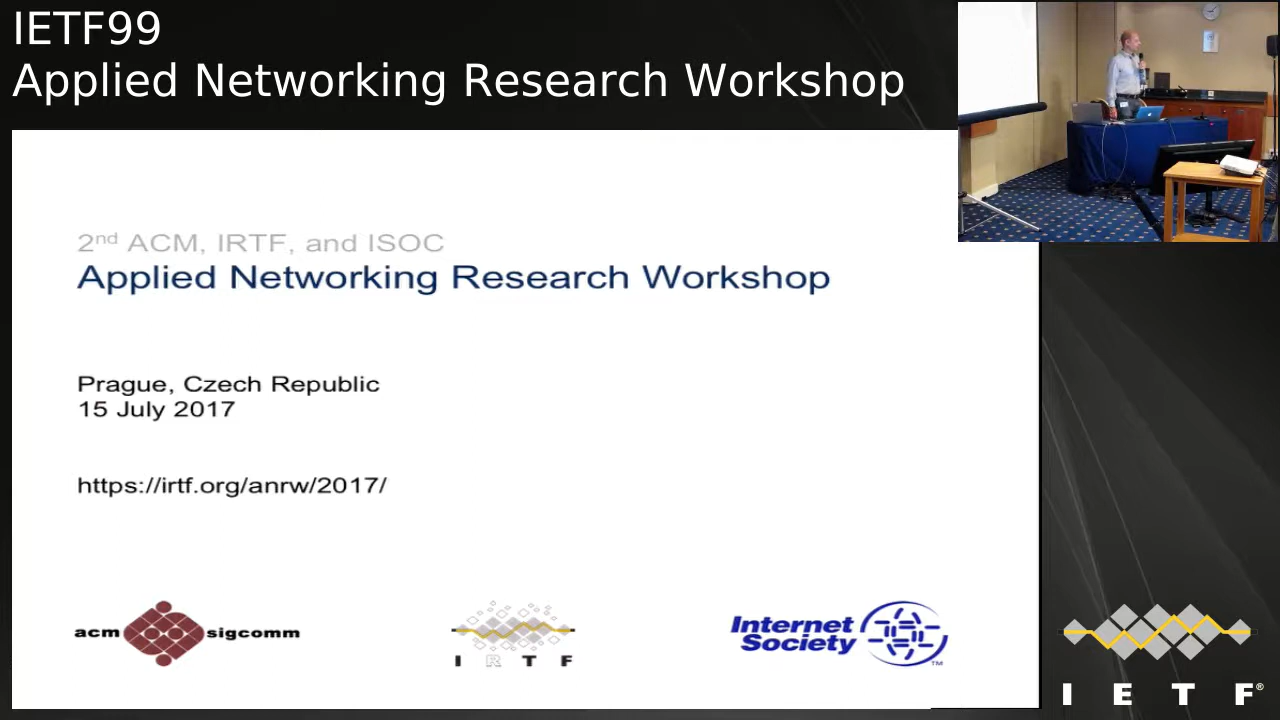 IETF99
Applied Networking Research Workshop
2nd ACM, IRTF, and ISOC
Applied Networking Research Workshop
Prague, Czech Republic
15 July 2017
https://irtf.org/anrw/2017/
acm sigcomm
I R T F
Internet Society™
I E T F®